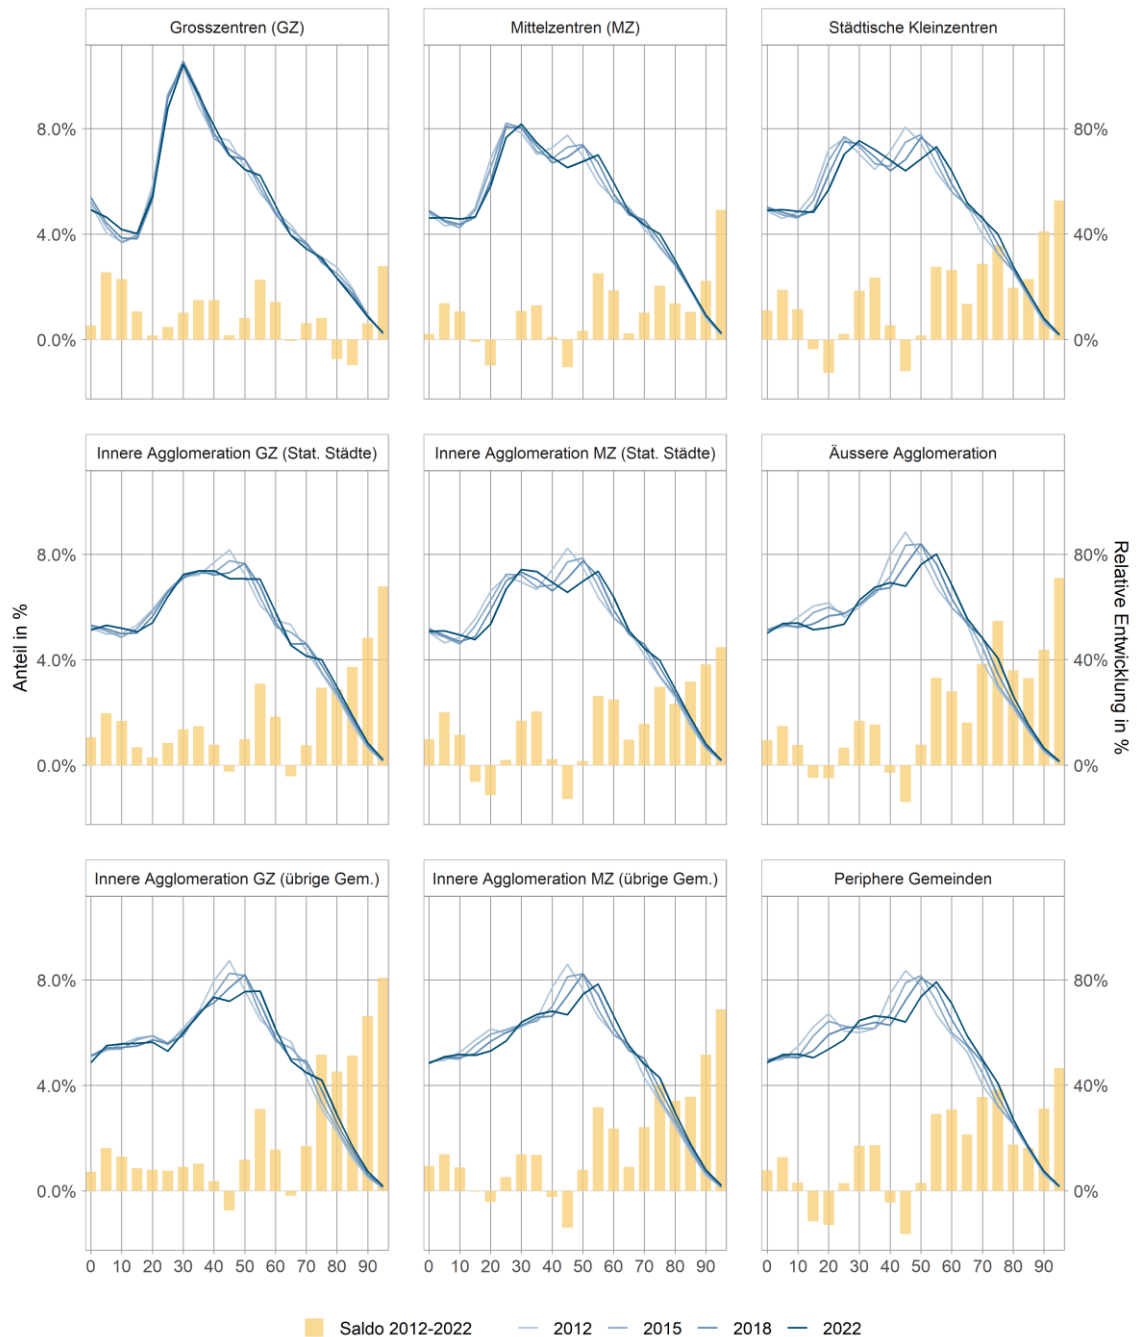 Grosszentren (GZ)
Mittelzentren (MZ)
Städtische Kleinzentren
8.0%
4.0%
0.0%
80%
40%
0%
Innere Agglomeration GZ (Stat. Städte)
Innere Agglomeration MZ (Stat. Städte)
Äussere Agglomeration
8.0%
4.0%
0.0%
80%
40%
0%
Anteil in %
Relative Entwicklung in %
Innere Agglomeration GZ (übrige Gem.)
Innere Agglomeration MZ (übrige Gem.)
Periphere Gemeinden
8.0%
4.0%
0.0%
80%
40%
0%
0 10 20 30 40 50 60 70 80 90
0 10 20 30 40 50 60 70 80 90
0 10 20 30 40 50 60 70 80 90
Saldo 2012-2022 2012 2015 2018 2022